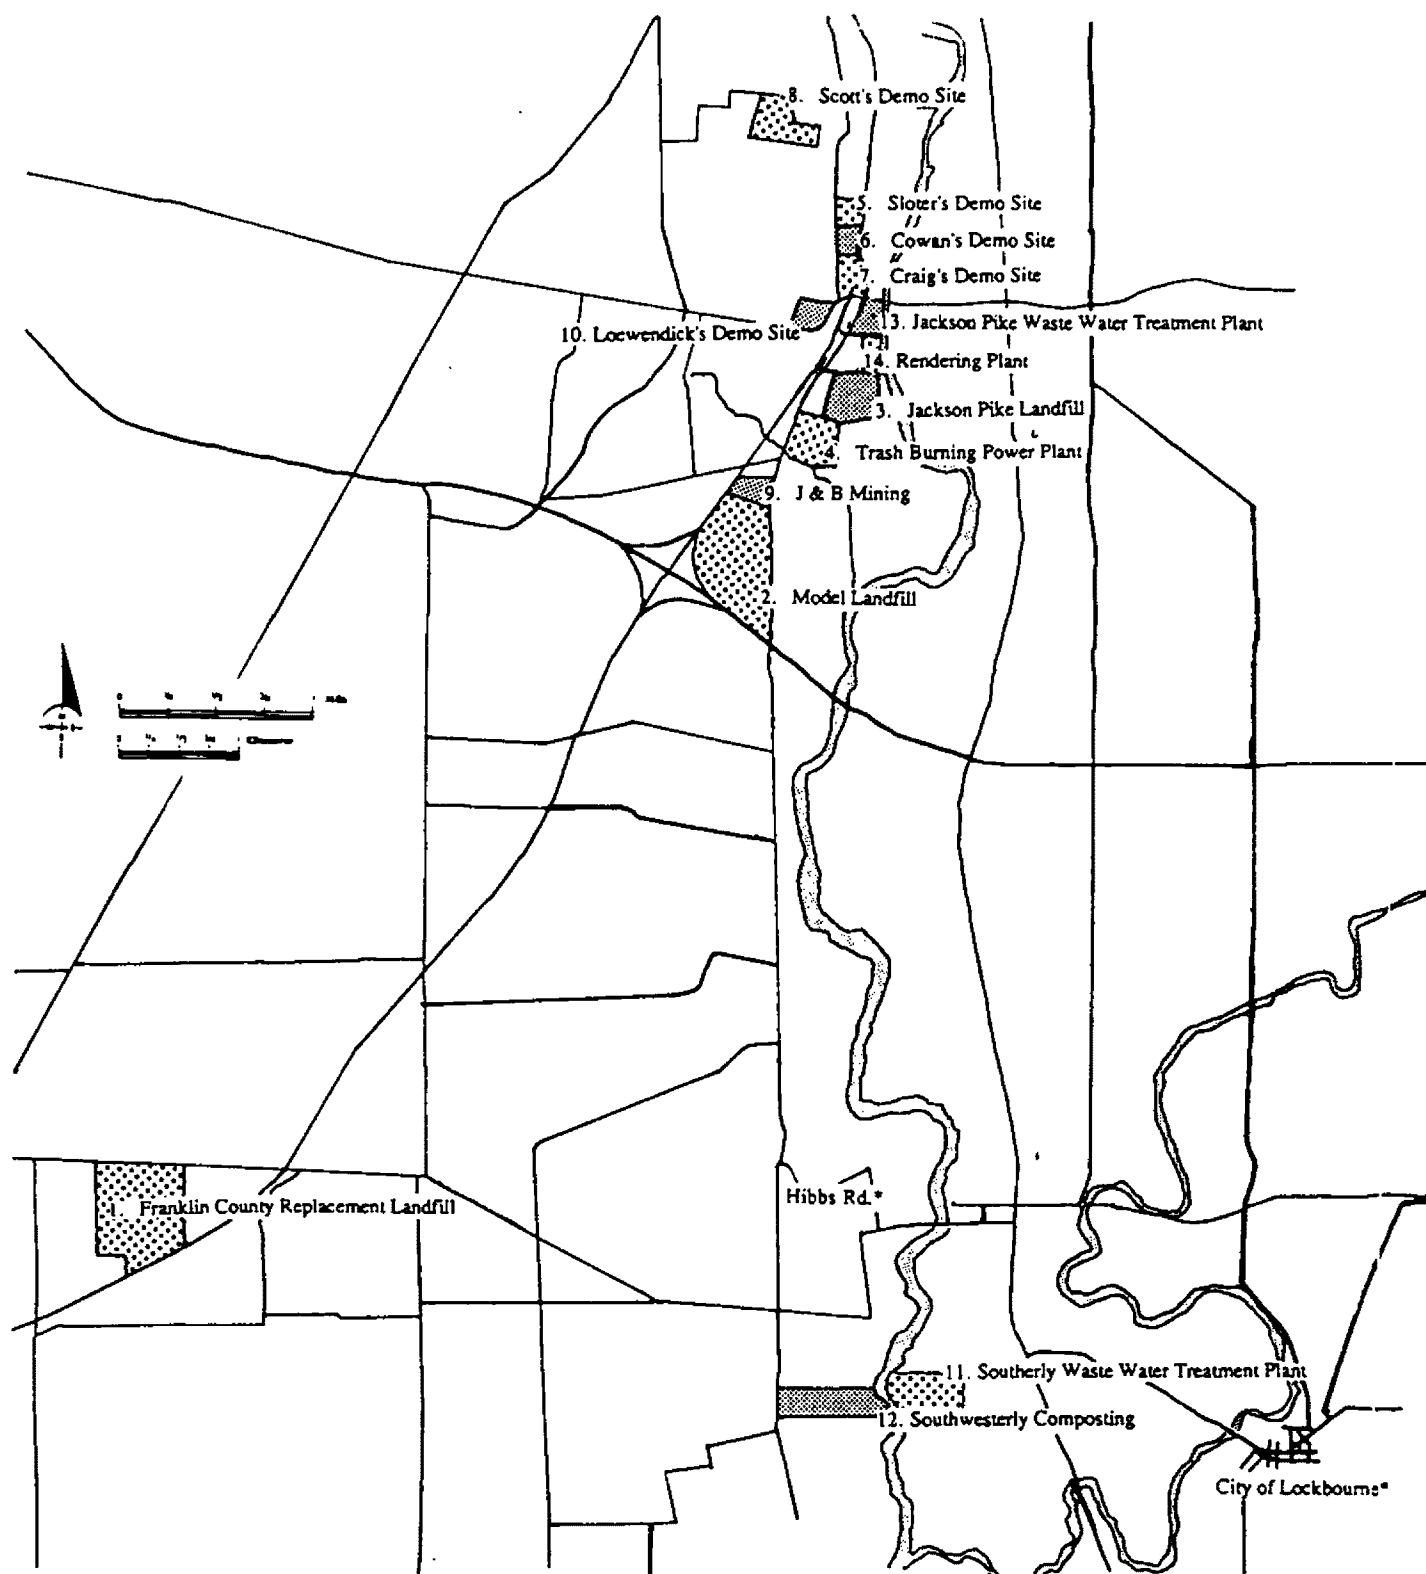 8. Scott's Demo Site
5. Sloter's Demo Site
6. Cowan's Demo Site
7. Craig's Demo Site
10. Loewendick's Demo Site
13. Jackson Pike Waste Water Treatment Plant
14. Rendering Plant
3. Jackson Pike Landfill
4. Trash Burning Power Plant
9. J & B Mining
2. Model Landfill
Hibbs Rd.*
1. Franklin County Replacement Landfill
11. Southerly Waste Water Treatment Plant
12. Southwesterly Composting
City of Lockbourne*